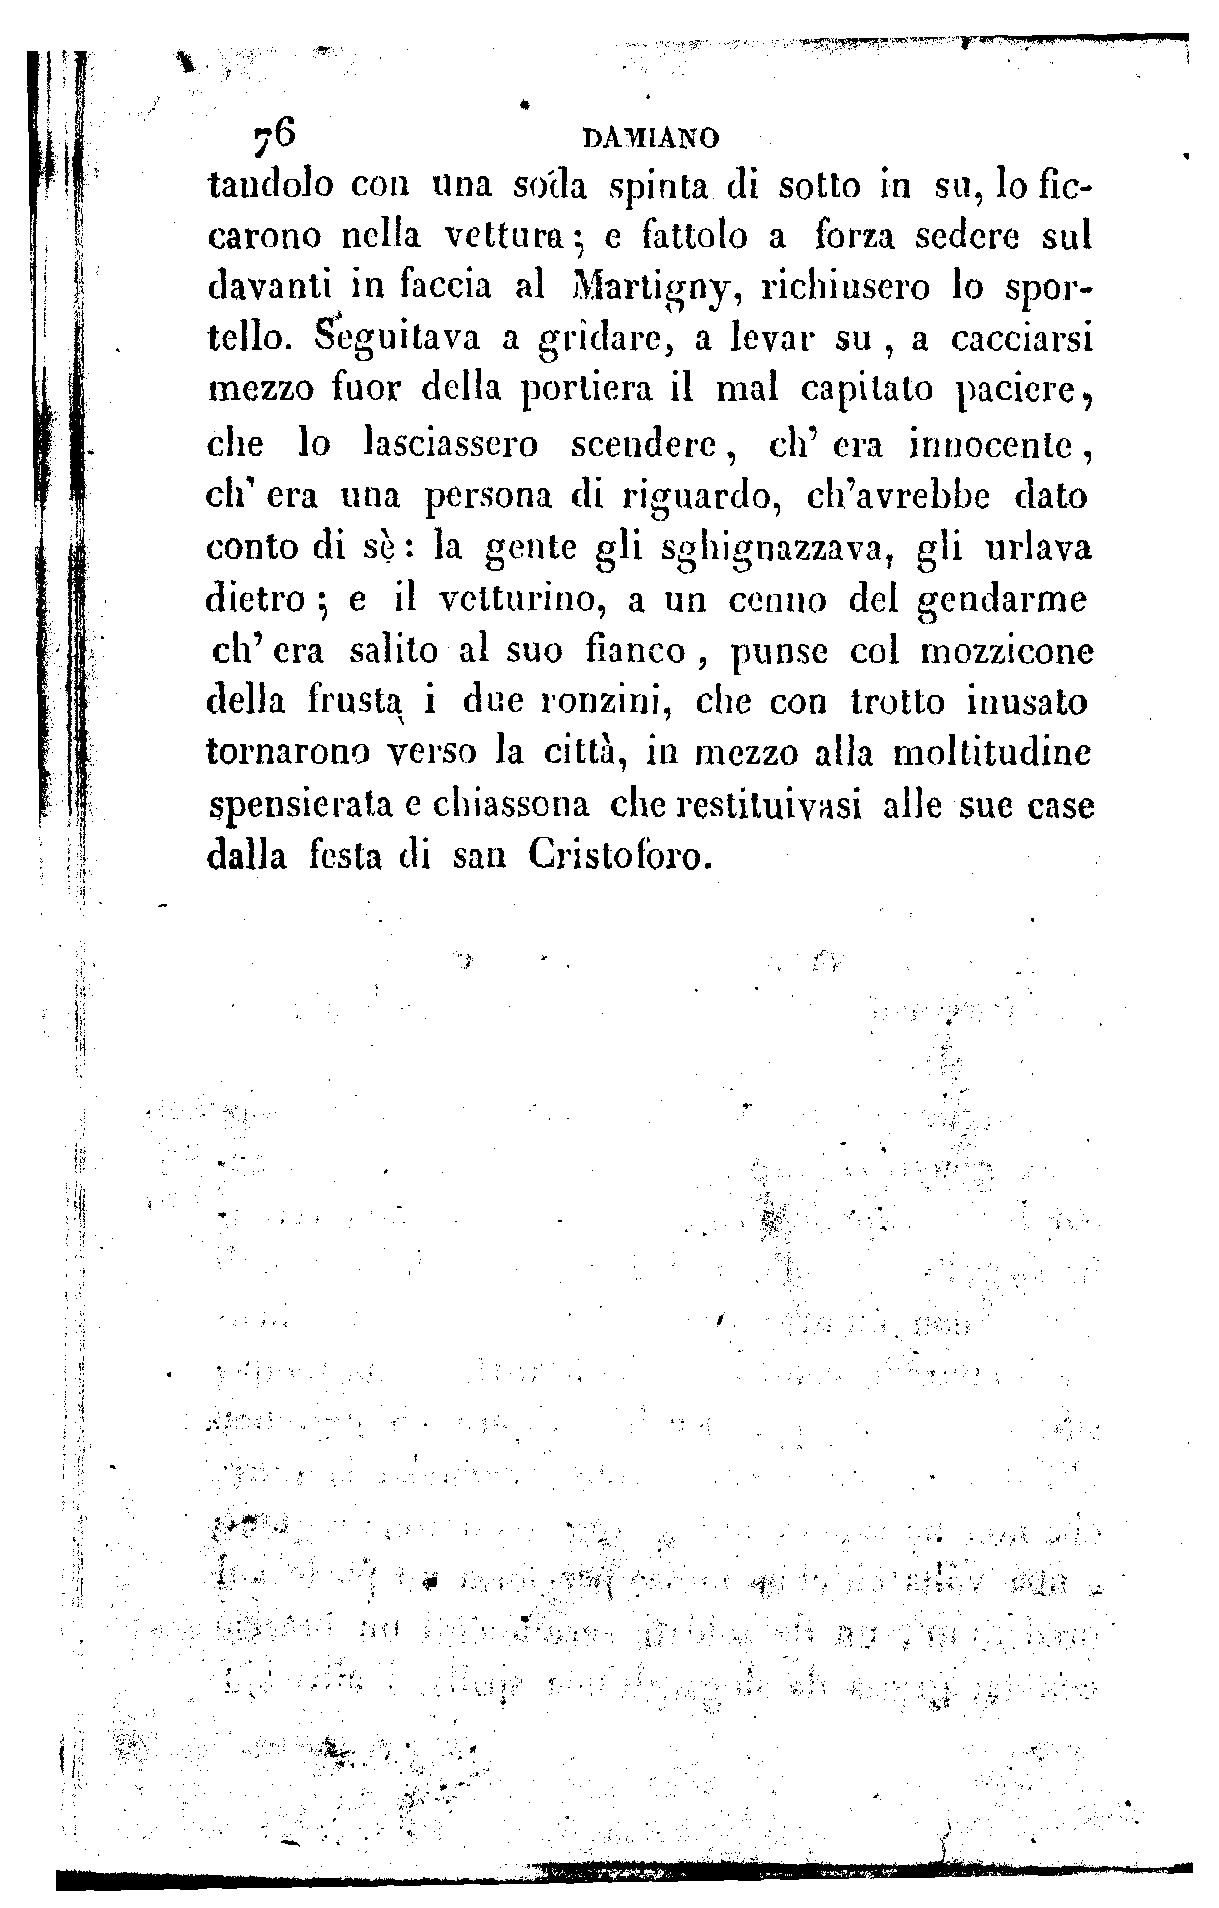 76 DAMIANO
tandolo con una soda spinta di sotto in su, lo fic-
carono nella vettura; e fattolo a forza sedere sul
davanti in faccia al Martigny, richiusero lo spor-
tello. Seguitava a gridare, a levar su, a cacciarsi
mezzo fuor della portiera il mal capitato paciere,
che lo lasciassero scendere, ch' era innocente,
ch' era una persona di riguardo, ch'avrebbe dato
conto di sè: la gente gli sghignazzava, gli urlava
dietro; e il vetturino, a un cenno del gendarme
ch' era salito al suo fianco, punse col mozzicone
della frusta i due ronzini, che con trotto inusato
tornarono verso la città, in mezzo alla moltitudine
spensierata e chiassona che restituivasi alle sue case
dalla festa di san Cristoforo.